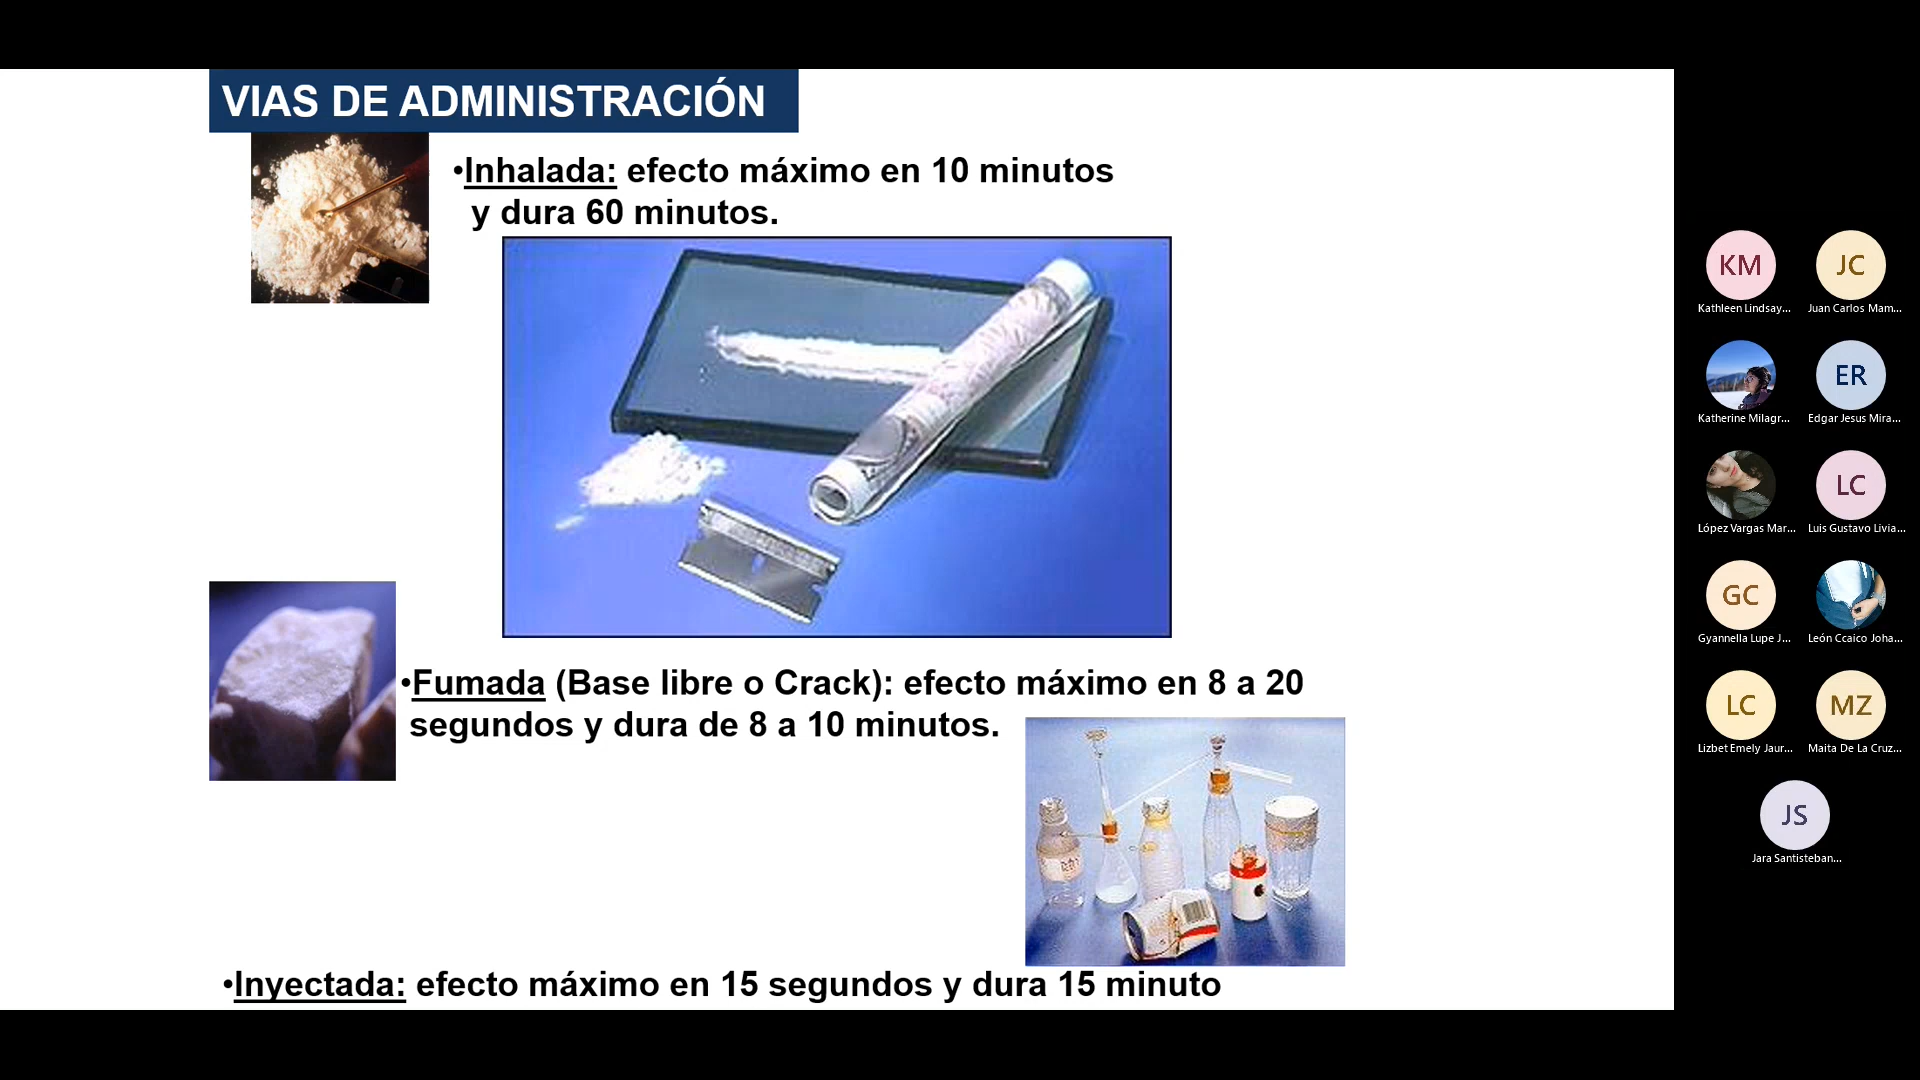 VIAS DE ADMINISTRACIÓN
•Inhalada: efecto máximo en 10 minutos
y dura 60 minutos.
•Fumada (Base libre o Crack): efecto máximo en 8 a 20
segundos y dura de 8 a 10 minutos.
•Inyectada: efecto máximo en 15 segundos y dura 15 minuto
KM
JC
Kathleen Lindsay...
Juan Carlos Mam...
ER
Katherine Milagr...
Edgar Jesus Mira...
LC
López Vargas Mar...
Luis Gustavo Livia...
GC
Gyannella Lupe J...
León Ccaico Joha...
LC
MZ
Lizbet Emely Jaur...
Maita De La Cruz...
JS
Jara Santisteban...